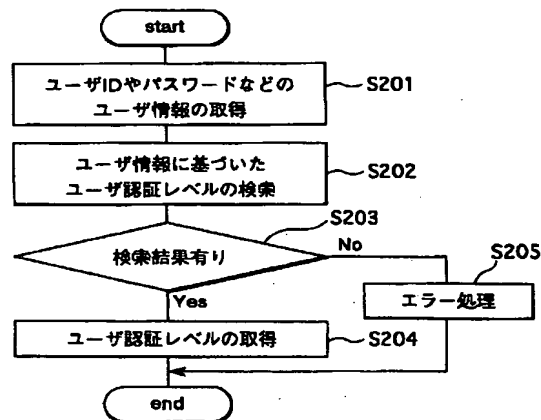 start
ユーザIDやパスワードなどの
ユーザ情報の取得
S201
ユーザ情報に基づいた
ユーザ認証レベルの検索
S202
検索結果有り
S203
No
Yes
エラー処理
S205
ユーザ認証レベルの取得
S204
end